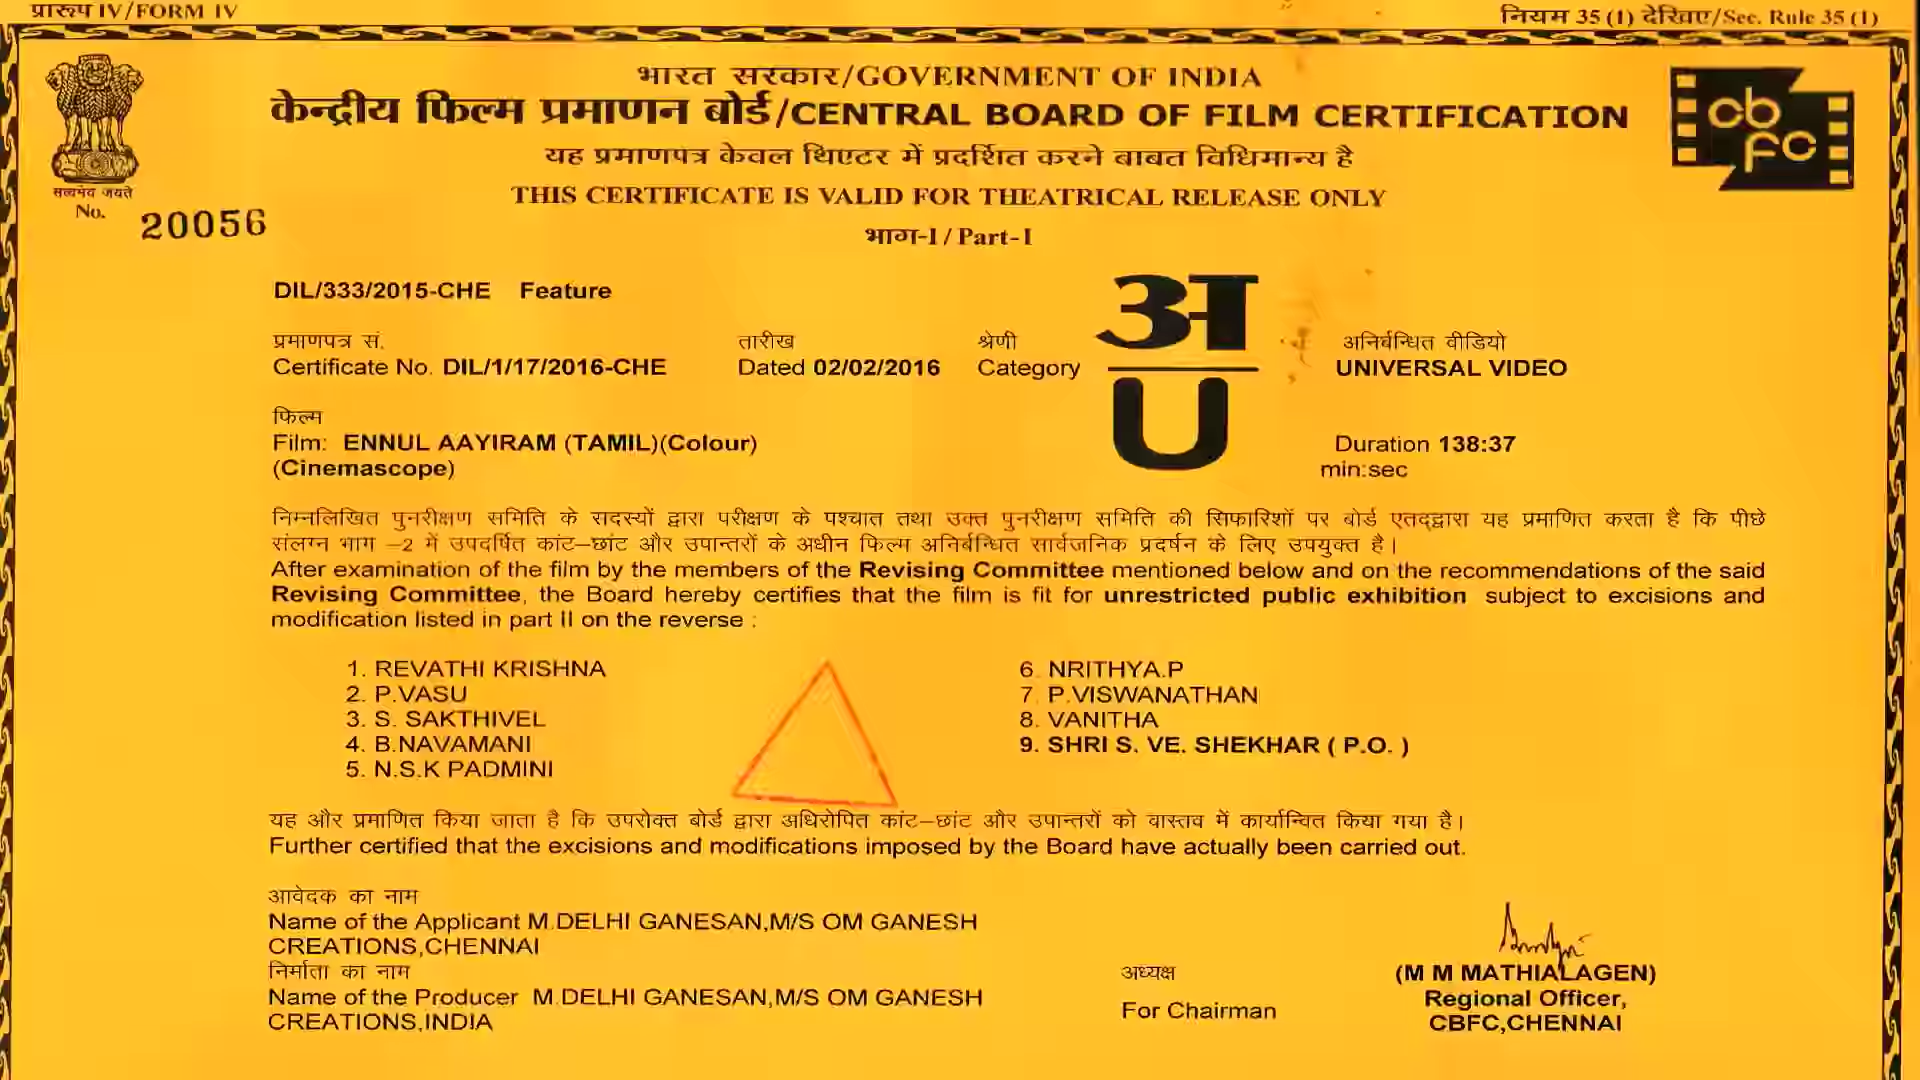 प्रारूप IV/FORM IV
नियम 35 (1) देखिए/See. Rule 35 (1)
भारत सरकार/GOVERNMENT OF INDIA
केन्द्रीय फिल्म प्रमाणन बोर्ड/CENTRAL BOARD OF FILM CERTIFICATION
cb
fc
यह प्रमाणपत्र केवल थिएटर में प्रदर्शित करने बाबत विधिमान्य है
सत्यमेव जयते
THIS CERTIFICATE IS VALID FOR THEATRICAL RELEASE ONLY
No. 20056
भाग-I / Part-I
DIL/333/2015-CHE Feature
प्रमाणपत्र सं. तारीख श्रेणी अ अनिर्बन्धित वीडियो
Certificate No. DIL/1/17/2016-CHE Dated 02/02/2016 Category U UNIVERSAL VIDEO
फिल्म
Film: ENNUL AAYIRAM (TAMIL)(Colour) Duration 138:37
(Cinemascope) min:sec
निम्नलिखित पुनरीक्षण समिति के सदस्यों द्वारा परीक्षण के पश्चात तथा उक्त पुनरीक्षण समिति की सिफारिशों पर बोर्ड एतद्द्वारा यह प्रमाणित करता है कि पीछे
संलग्न भाग –2 में उपदर्षित कांट–छांट और उपान्तरों के अधीन फिल्म अनिर्बन्धित सार्वजनिक प्रदर्षन के लिए उपयुक्त है।
After examination of the film by the members of the Revising Committee mentioned below and on the recommendations of the said
Revising Committee, the Board hereby certifies that the film is fit for unrestricted public exhibition subject to excisions and
modification listed in part II on the reverse :
1. REVATHI KRISHNA
2. P.VASU
3. S. SAKTHIVEL
4. B.NAVAMANI
5. N.S.K PADMINI
6. NRITHYA.P
7. P.VISWANATHAN
8. VANITHA
9. SHRI S. VE. SHEKHAR ( P.O. )
यह और प्रमाणित किया जाता है कि उपरोक्त बोर्ड द्वारा अधिरोपित कांट–छांट और उपान्तरों को वास्तव में कार्यान्वित किया गया है।
Further certified that the excisions and modifications imposed by the Board have actually been carried out.
आवेदक का नाम
Name of the Applicant M.DELHI GANESAN,M/S OM GANESH
CREATIONS,CHENNAI
निर्माता का नाम
Name of the Producer M.DELHI GANESAN,M/S OM GANESH
CREATIONS,INDIA
अध्यक्ष
For Chairman
(M M MATHIALAGEN)
Regional Officer,
CBFC,CHENNAI